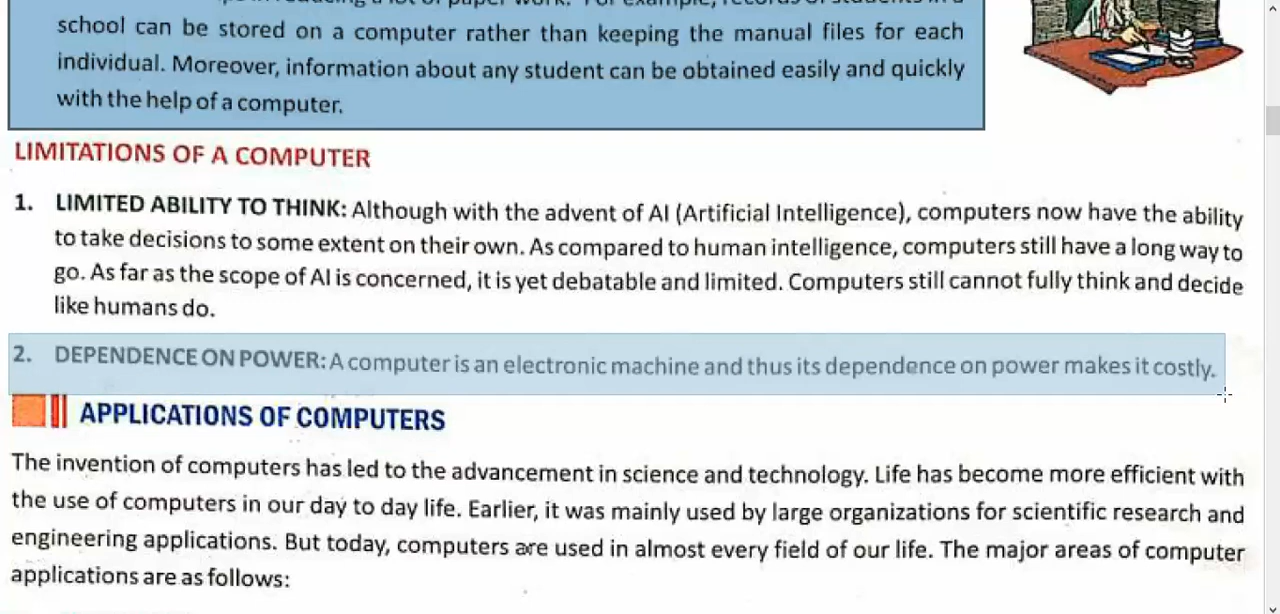 school can be stored on a computer rather than keeping the manual files for each
individual. Moreover, information about any student can be obtained easily and quickly
with the help of a computer.
LIMITATIONS OF A COMPUTER
1. LIMITED ABILITY TO THINK: Although with the advent of AI (Artificial Intelligence), computers now have the ability
to take decisions to some extent on their own. As compared to human intelligence, computers still have a long way to
go. As far as the scope of AI is concerned, it is yet debatable and limited. Computers still cannot fully think and decide
like humans do.
2. DEPENDENCE ON POWER: A computer is an electronic machine and thus its dependence on power makes it costly.
APPLICATIONS OF COMPUTERS
The invention of computers has led to the advancement in science and technology. Life has become more efficient with
the use of computers in our day to day life. Earlier, it was mainly used by large organizations for scientific research and
engineering applications. But today, computers are used in almost every field of our life. The major areas of computer
applications are as follows: